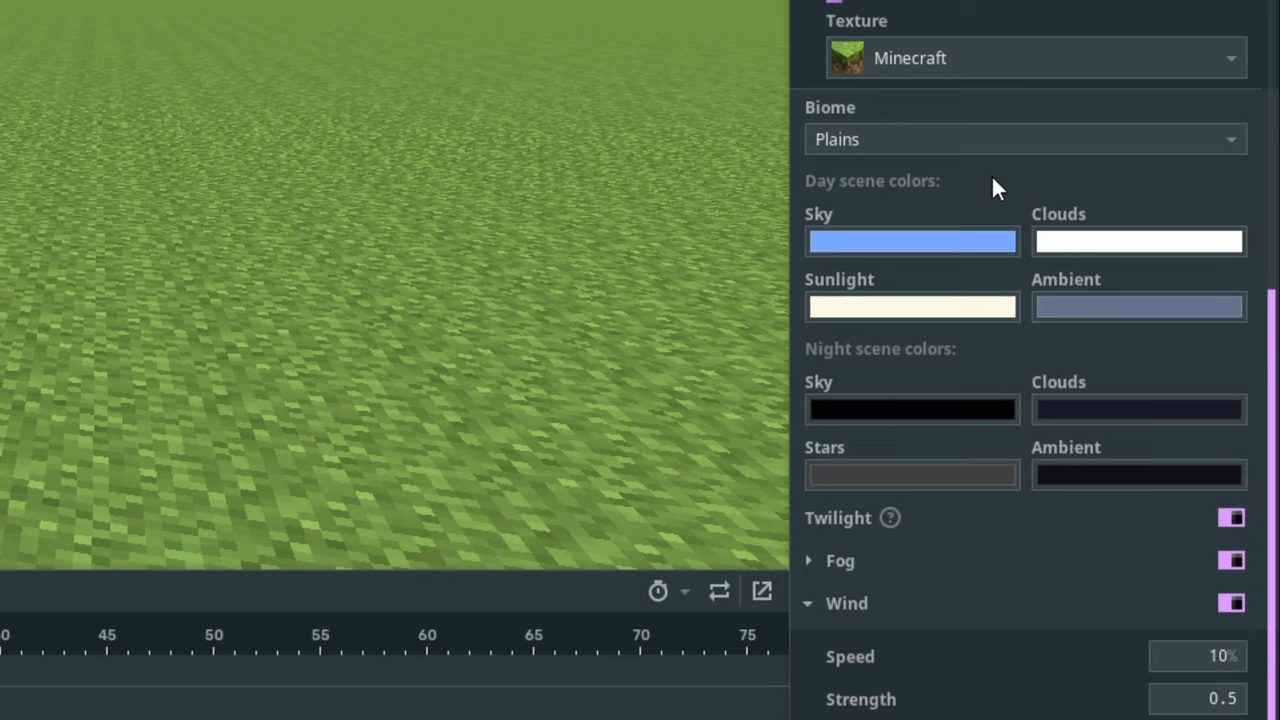 Texture
Minecraft
Biome
Plains
Day scene colors:
Sky Clouds
Sunlight Ambient
Night scene colors:
Sky Clouds
Stars Ambient
Twilight ?
Fog
Wind
0 45 50 55 60 65 70 75
Speed 10%
Strength 0.5